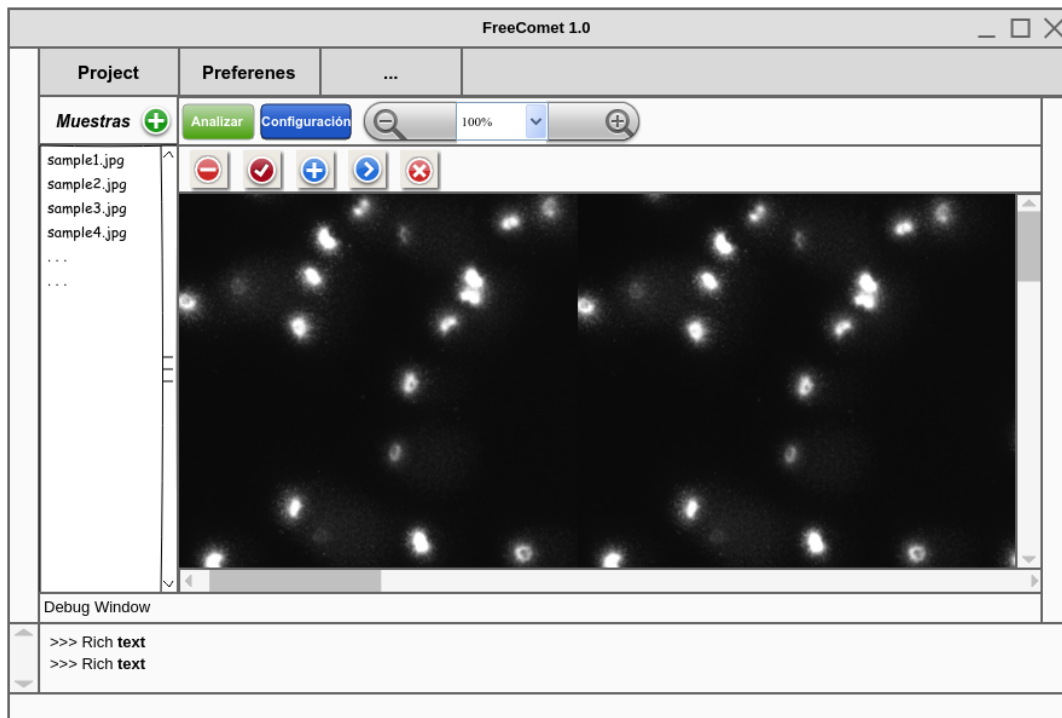 FreeComet 1.0
Project
Preferenes
...
Muestras
Analizar
Configuración
100%
sample1.jpg
sample2.jpg
sample3.jpg
sample4.jpg
. . .
. . .
Debug Window
>>> Rich text
>>> Rich text